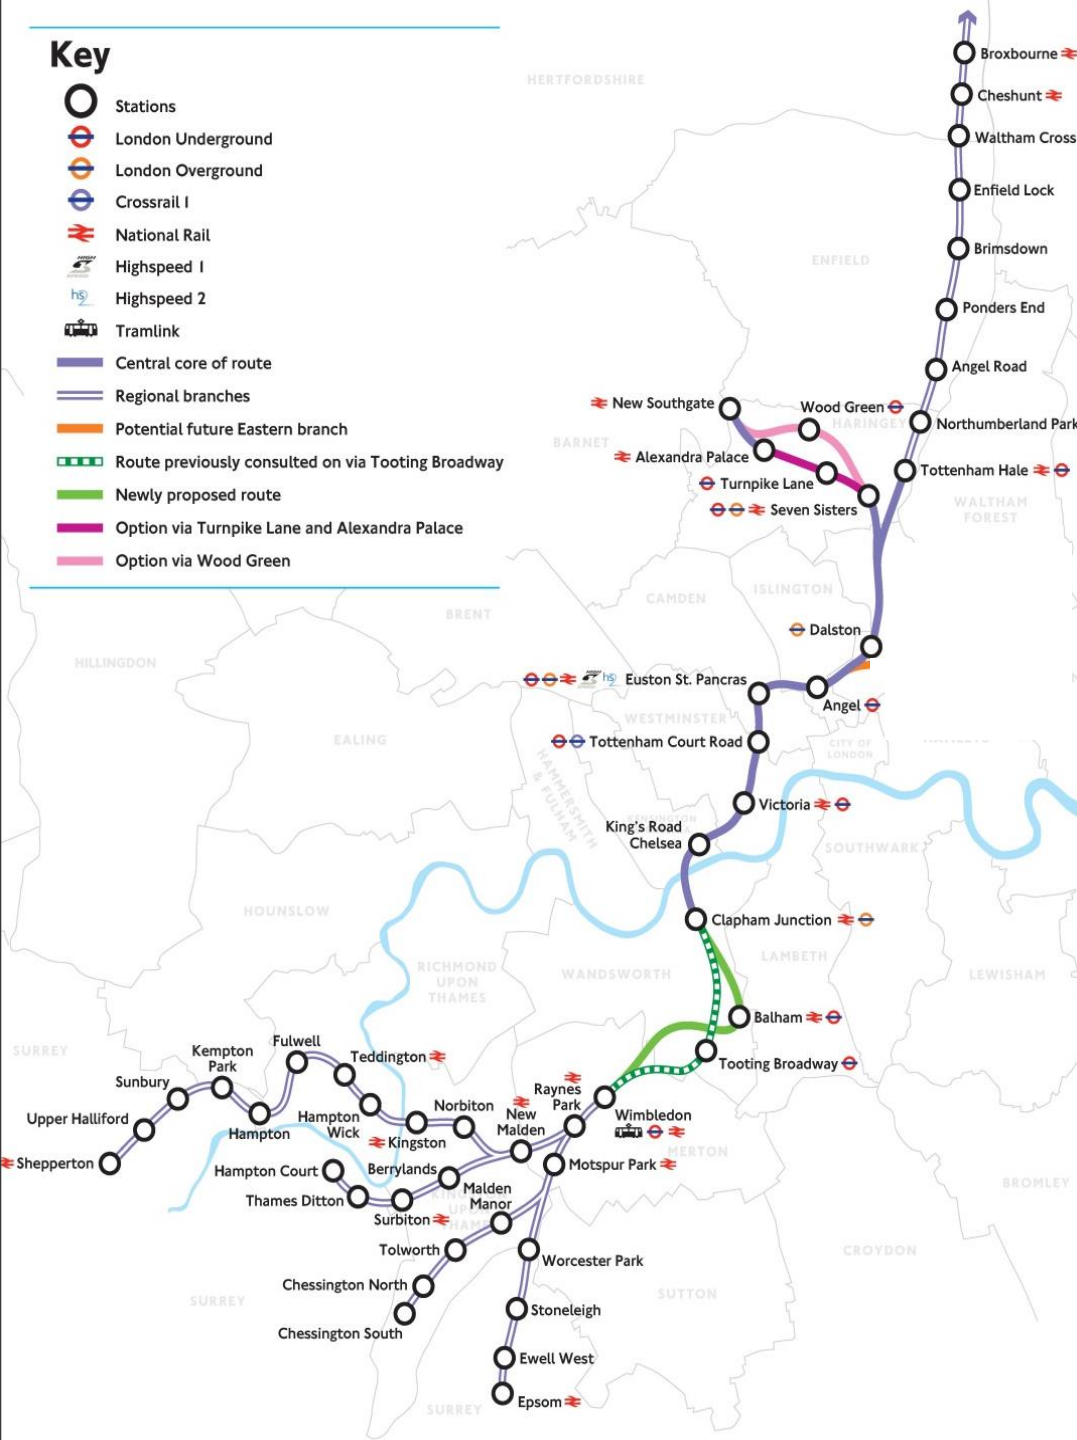 Key
Stations
London Underground
London Overground
Crossrail 1
National Rail
Highspeed 1
Highspeed 2
Tramlink
Central core of route
Regional branches
Potential future Eastern branch
Route previously consulted on via Tooting Broadway
Newly proposed route
Option via Turnpike Lane and Alexandra Palace
Option via Wood Green
HERTFORDSHIRE
Broxbourne
Cheshunt
Waltham Cross
Enfield Lock
Brimsdown
ENFIELD
Ponders End
Angel Road
New Southgate
Wood Green
HARINGEY
Northumberland Park
BARNET
Alexandra Palace
Turnpike Lane
Tottenham Hale
Seven Sisters
WALTHAM
FOREST
ISLINGTON
CAMDEN
BRENT
Dalston
HILLINGDON
hs2
Euston St. Pancras
Angel
WESTMINSTER
EALING
Tottenham Court Road
CITY OF
LONDON
HAMMERSMITH
& FULHAM
Victoria
King's Road
Chelsea
KENSINGTON
SOUTHWARK
HOUNSLOW
Clapham Junction
LAMBETH
RICHMOND
UPON
THAMES
WANDSWORTH
LEWISHAM
Balham
SURREY
Fulwell
Kempton
Park
Teddington
Tooting Broadway
Sunbury
Raynes
Park
Upper Halliford
Hampton
Hampton
Wick
Norbiton
New
Malden
Wimbledon
Kingston
MERTON
Shepperton
Hampton Court
Berrylands
Motspur Park
Thames Ditton
Malden
Manor
KINGSTON
UPON
THAMES
BROMLEY
Surbiton
Tolworth
Worcester Park
CROYDON
Chessington North
SURREY
SUTTON
Stoneleigh
Chessington South
Ewell West
Epsom
SURREY